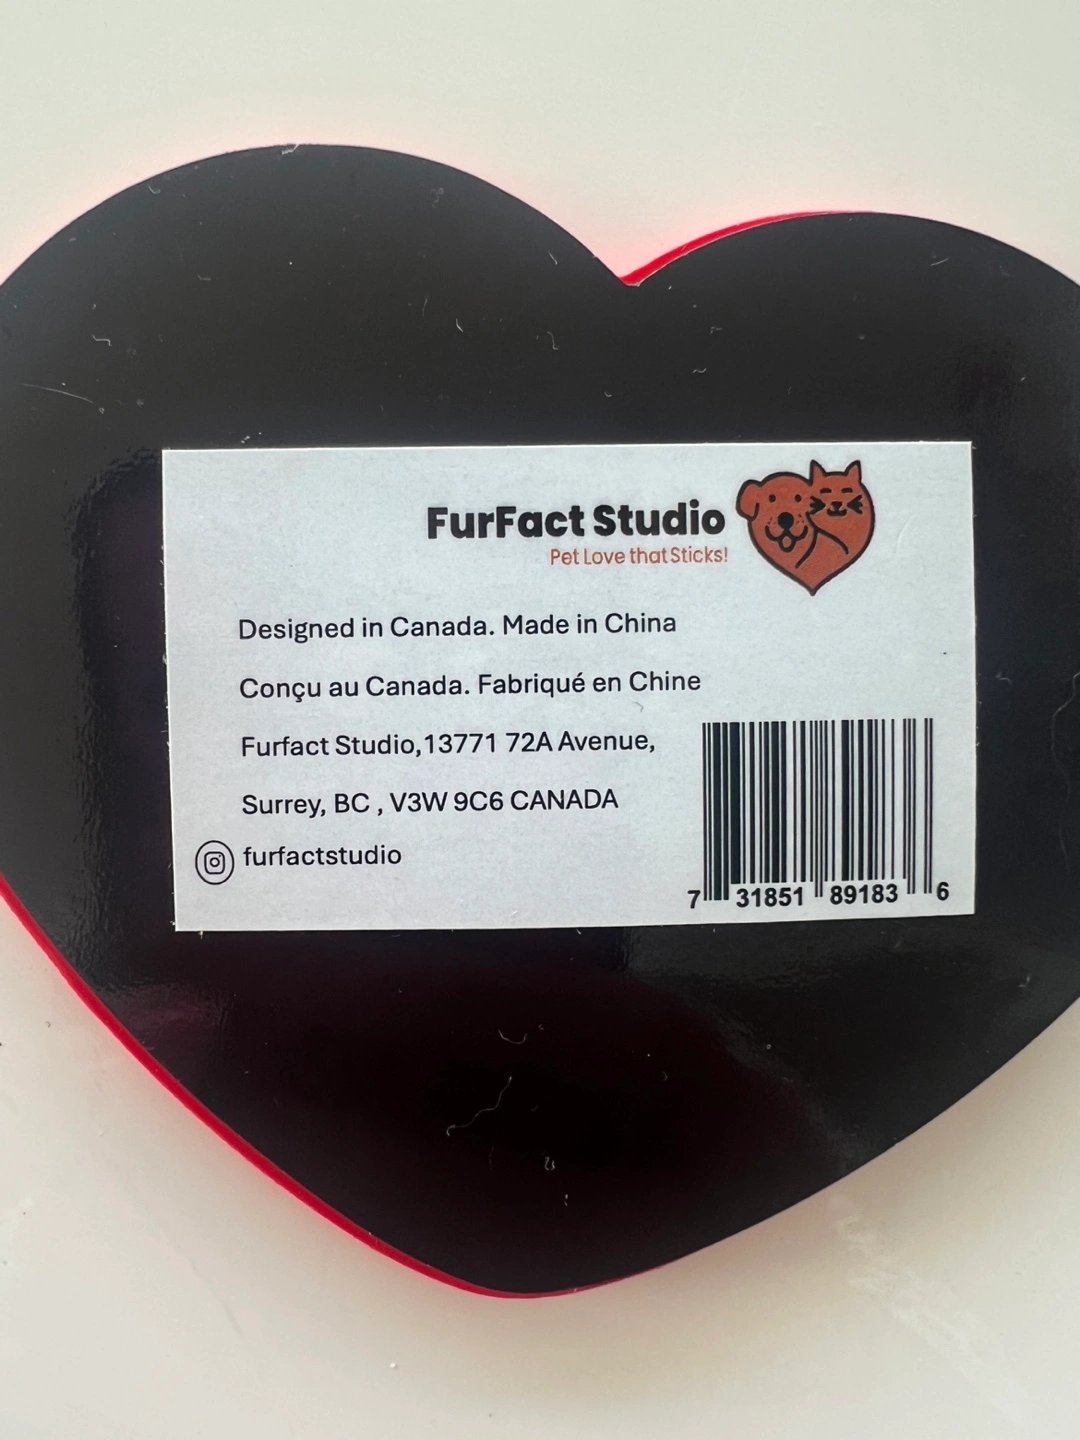 FurFact Studio
Pet Love that Sticks!
Designed in Canada. Made in China
Conçu au Canada. Fabriqué en Chine
Furfact Studio,13771 72A Avenue,
Surrey, BC , V3W 9C6 CANADA
furfactstudio
7 31851 89183 6